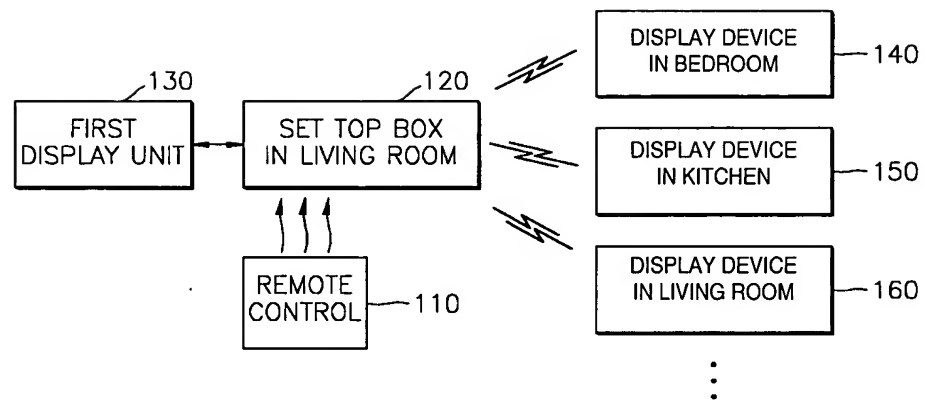 130
FIRST
DISPLAY UNIT
120
SET TOP BOX
IN LIVING ROOM
REMOTE
CONTROL
110
DISPLAY DEVICE
IN BEDROOM
140
DISPLAY DEVICE
IN KITCHEN
150
DISPLAY DEVICE
IN LIVING ROOM
160